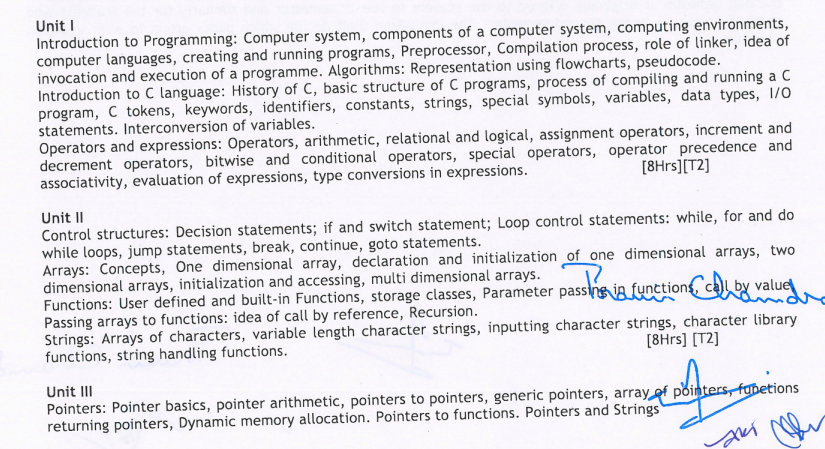 Unit I
Introduction to Programming: Computer system, components of a computer system, computing environments,
computer languages, creating and running programs, Preprocessor, Compilation process, role of linker, idea of
invocation and execution of a programme. Algorithms: Representation using flowcharts, pseudocode.
Introduction to C language: History of C, basic structure of C programs, process of compiling and running a C
program, C tokens, keywords, identifiers, constants, strings, special symbols, variables, data types, I/O
statements. Interconversion of variables.
Operators and expressions: Operators, arithmetic, relational and logical, assignment operators, increment and
decrement operators, bitwise and conditional operators, special operators, operator precedence and
associativity, evaluation of expressions, type conversions in expressions. [8Hrs][T2]
Unit II
Control structures: Decision statements; if and switch statement; Loop control statements: while, for and do
while loops, jump statements, break, continue, goto statements.
Arrays: Concepts, One dimensional array, declaration and initialization of one dimensional arrays, two
dimensional arrays, initialization and accessing, multi dimensional arrays.
Functions: User defined and built-in Functions, storage classes, Parameter passing in functions, call by value,
Passing arrays to functions: idea of call by reference, Recursion.
Strings: Arrays of characters, variable length character strings, inputting character strings, character library
functions, string handling functions. [8Hrs] [T2]
Unit III
Pointers: Pointer basics, pointer arithmetic, pointers to pointers, generic pointers, array of pointers, functions
returning pointers, Dynamic memory allocation. Pointers to functions. Pointers and Strings